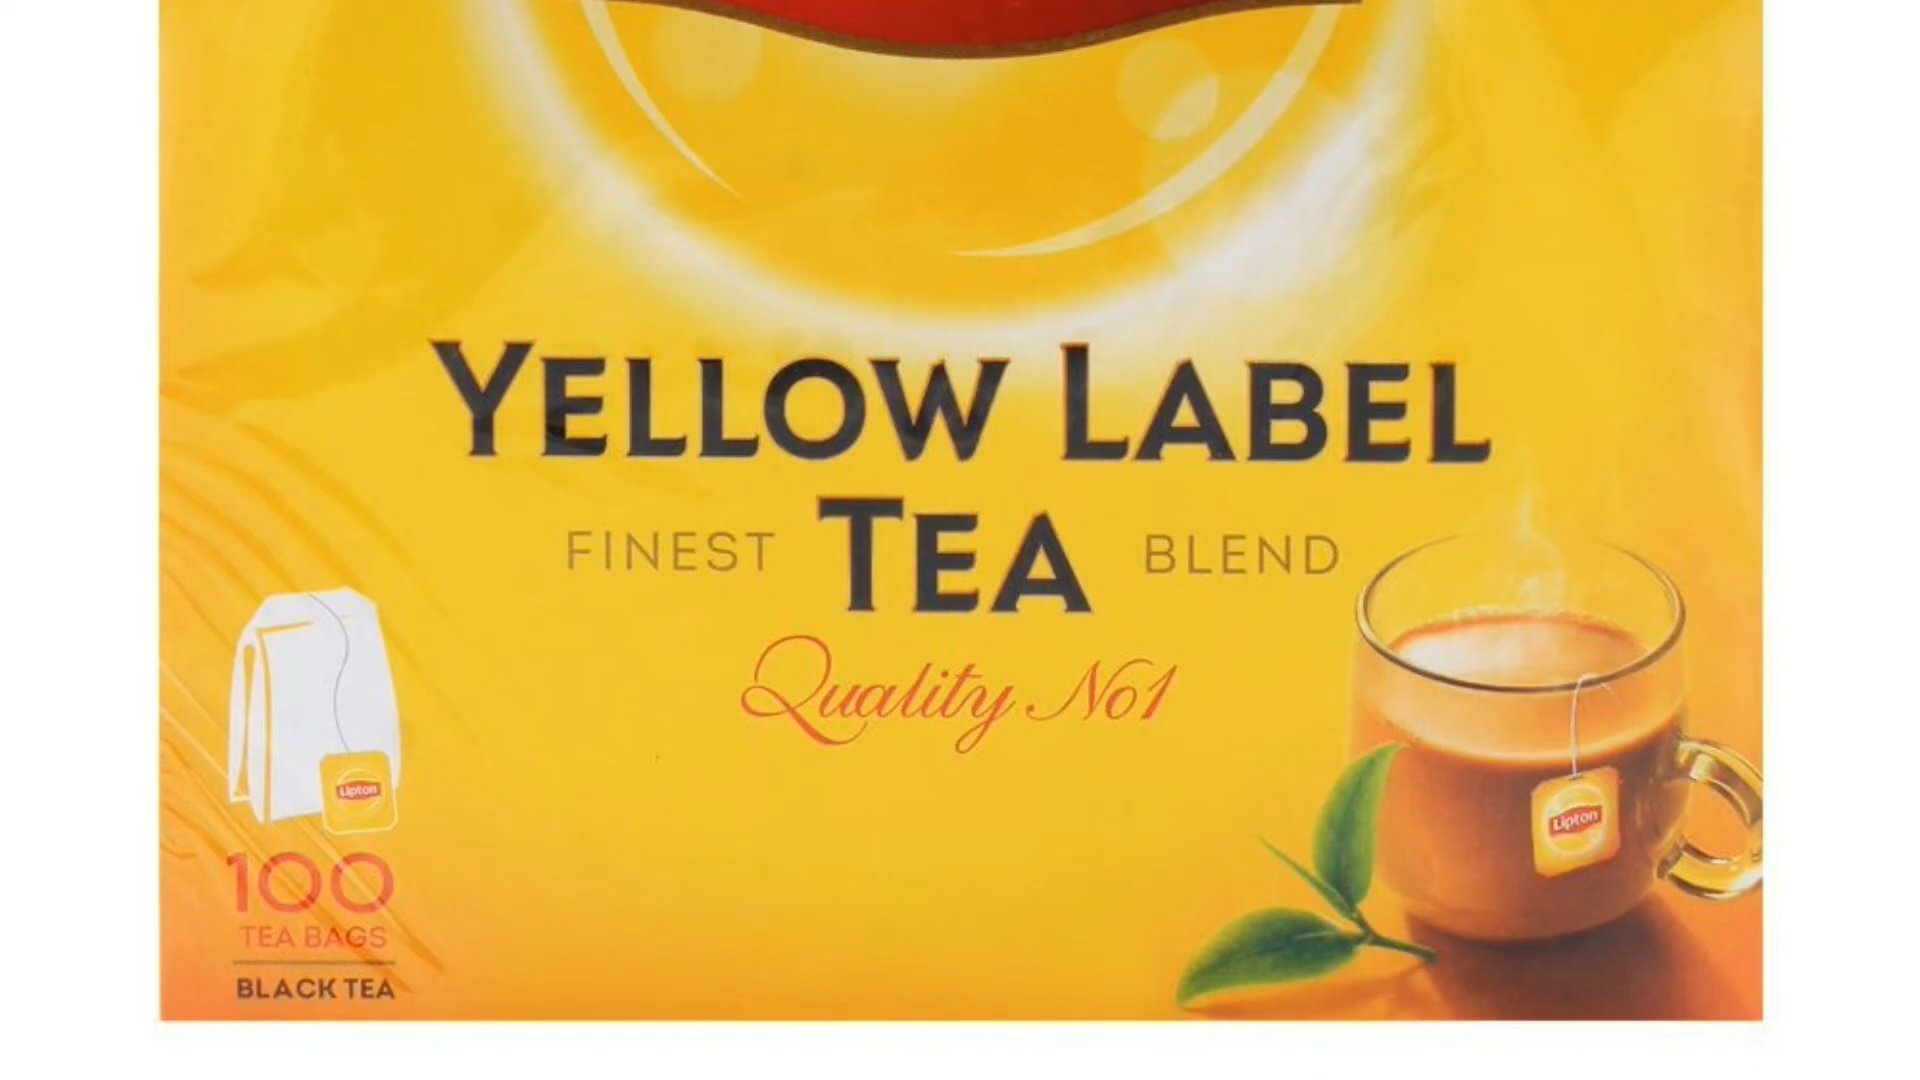 YELLOW LABEL
FINEST TEA BLEND
Quality No1
Lipton
Lipton
100
TEA BAGS
BLACK TEA